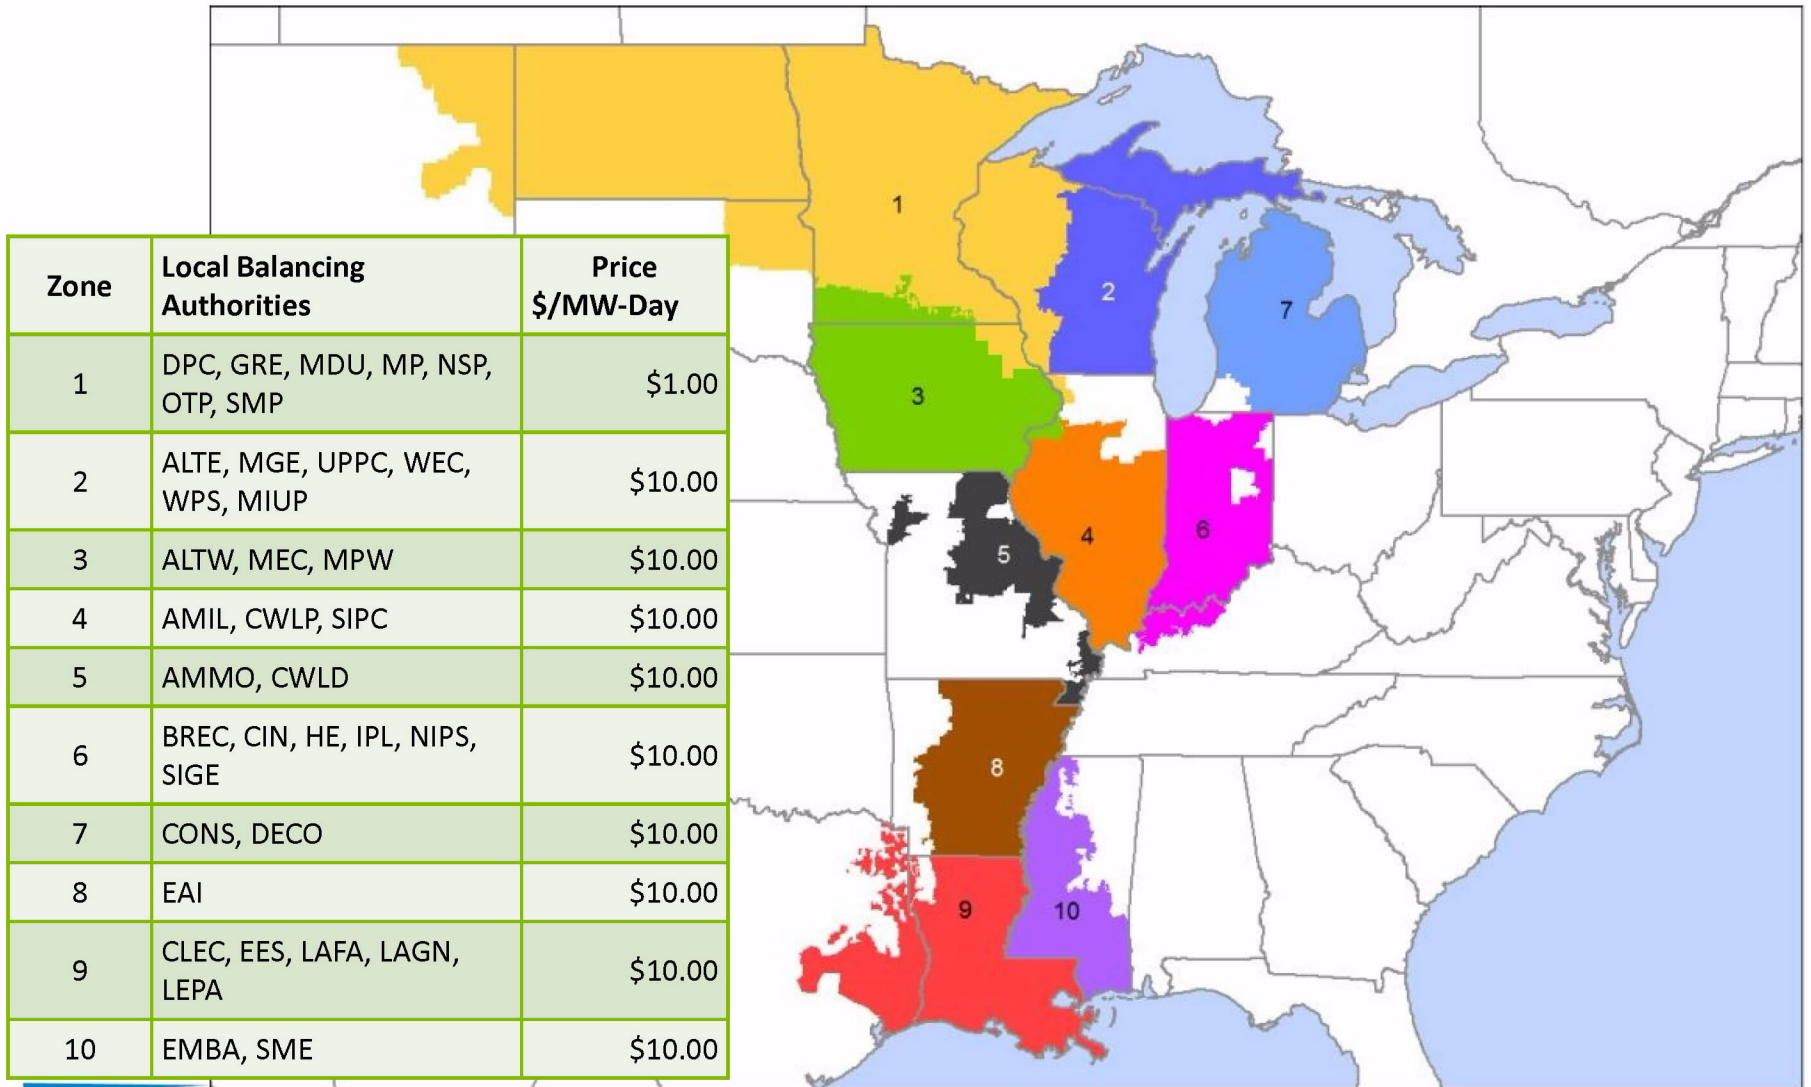 Zone
Local Balancing
Authorities
Price
$/MW-Day
1
DPC, GRE, MDU, MP, NSP,
OTP, SMP
$1.00
2
ALTE, MGE, UPPC, WEC,
WPS, MIUP
$10.00
3
ALTW, MEC, MPW
$10.00
4
AMIL, CWLP, SIPC
$10.00
5
AMMO, CWLD
$10.00
6
BREC, CIN, HE, IPL, NIPS,
SIGE
$10.00
7
CONS, DECO
$10.00
8
EAI
$10.00
9
CLEC, EES, LAFA, LAGN,
LEPA
$10.00
10
EMBA, SME
$10.00
1
2
7
3
4
6
5
8
9
10